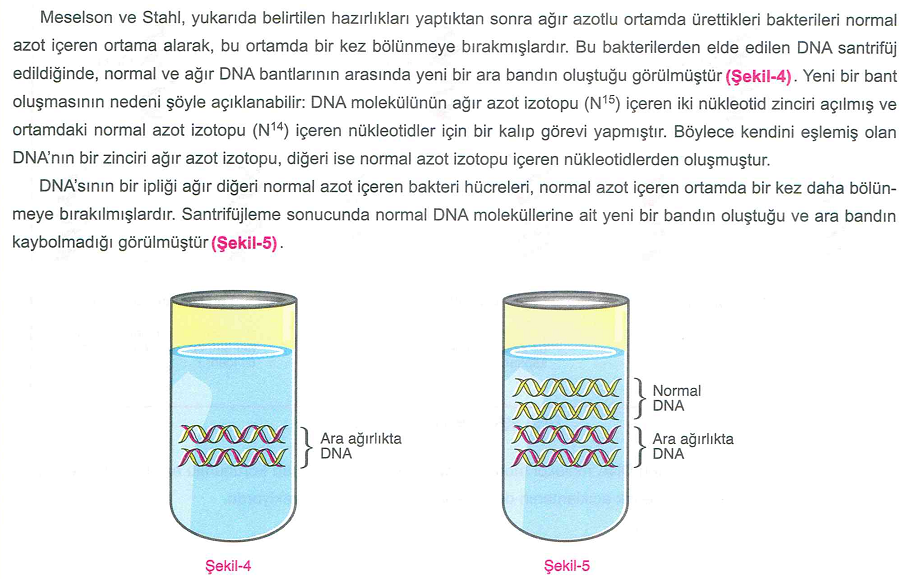 Meselson ve Stahl, yukarıda belirtilen hazırlıkları yaptıktan sonra ağır azotlu ortamda ürettikleri bakterileri normal
azot içeren ortama alarak, bu ortamda bir kez bölünmeye bırakmışlardır. Bu bakterilerden elde edilen DNA santrifüj
edildiğinde, normal ve ağır DNA bantlarının arasında yeni bir ara bandın oluştuğu görülmüştür (Şekil-4). Yeni bir bant
oluşmasının nedeni şöyle açıklanabilir: DNA molekülünün ağır azot izotopu (N¹⁵) içeren iki nükleotid zinciri açılmış ve
ortamdaki normal azot izotopu (N¹⁴) içeren nükleotidler için bir kalıp görevi yapmıştır. Böylece kendini eşlemiş olan
DNA’nın bir zinciri ağır azot izotopu, diğeri ise normal azot izotopu içeren nükleotidlerden oluşmuştur.
DNA’sının bir ipliği ağır diğeri normal azot içeren bakteri hücreleri, normal azot içeren ortamda bir kez daha bölün-
meye bırakılmışlardır. Santrifüjleme sonucunda normal DNA moleküllerine ait yeni bir bandın oluştuğu ve ara bandın
kaybolmadığı görülmüştür (Şekil-5).
Ara ağırlıkta
DNA
Şekil-4
Normal
DNA
Ara ağırlıkta
DNA
Şekil-5